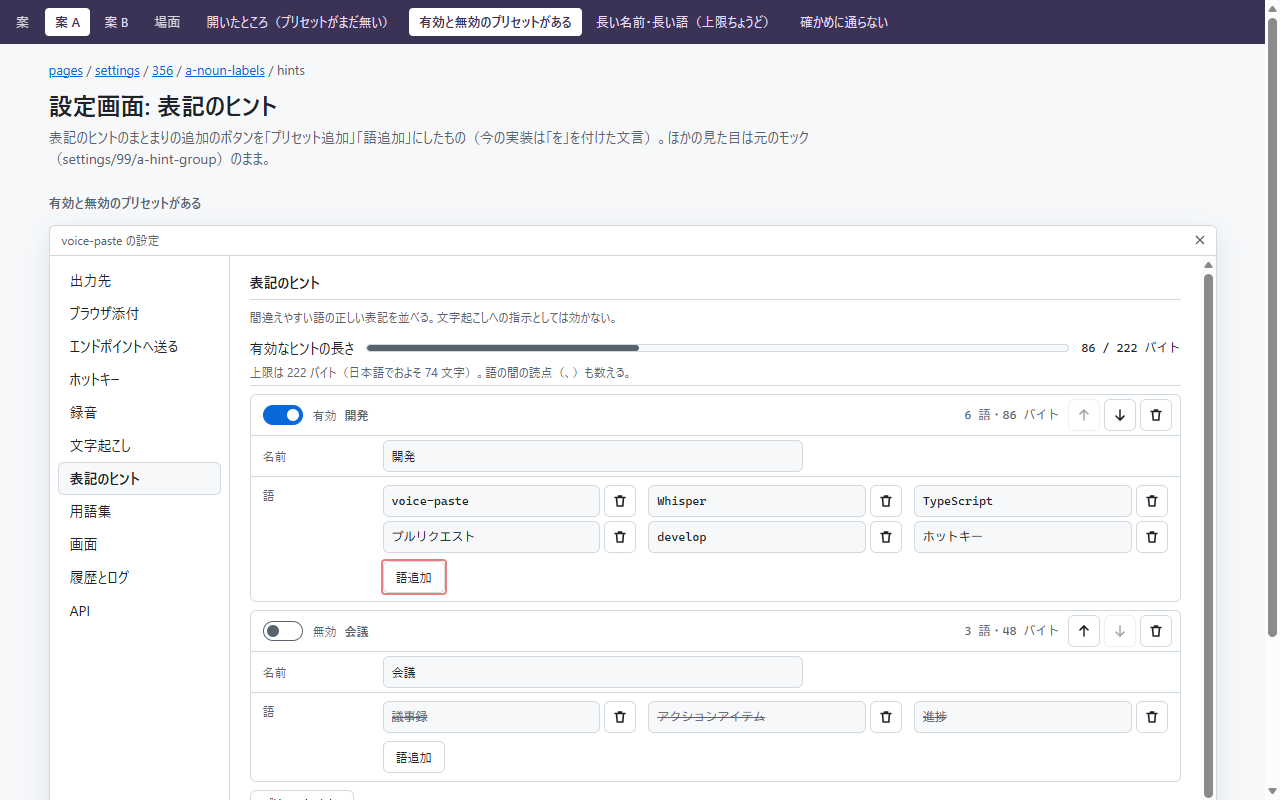 案 案 A 案 B 場面 開いたところ（プリセットがまだ無い） 有効と無効のプリセットがある 長い名前・長い語（上限ちょうど） 確かめに通らない
pages / settings / 356 / a-noun-labels / hints
設定画面: 表記のヒント
表記のヒントのまとまりの追加のボタンを「プリセット追加」「語追加」にしたもの（今の実装は「を」を付けた文言）。ほかの見た目は元のモック
（settings/99/a-hint-group）のまま。
有効と無効のプリセットがある
voice-paste の設定
出力先
ブラウザ添付
エンドポイントへ送る
ホットキー
録音
文字起こし
表記のヒント
用語集
画面
履歴とログ
API
表記のヒント
間違えやすい語の正しい表記を並べる。文字起こしへの指示としては効かない。
有効なヒントの長さ 86 / 222 バイト
上限は 222 バイト（日本語でおよそ 74 文字）。語の間の読点（、）も数える。
有効 開発 6 語・86 バイト
名前 開発
語 voice-paste Whisper TypeScript
プルリクエスト develop ホットキー
語追加
無効 会議 3 語・48 バイト
名前 会議
語 議事録 アクションアイテム 進捗
語追加